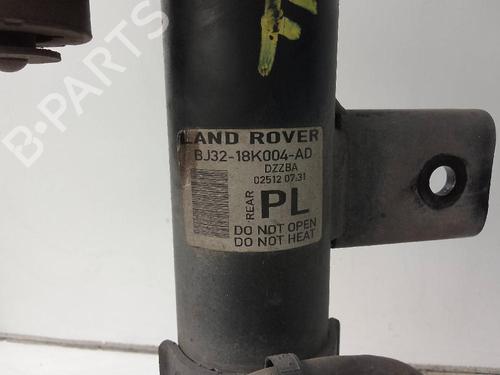 B-PARTS
LAND ROVER
BJ32-18K004-AD
DZZBA
02512 07.31
REAR
PL
DO NOT OPEN
DO NOT HEAT